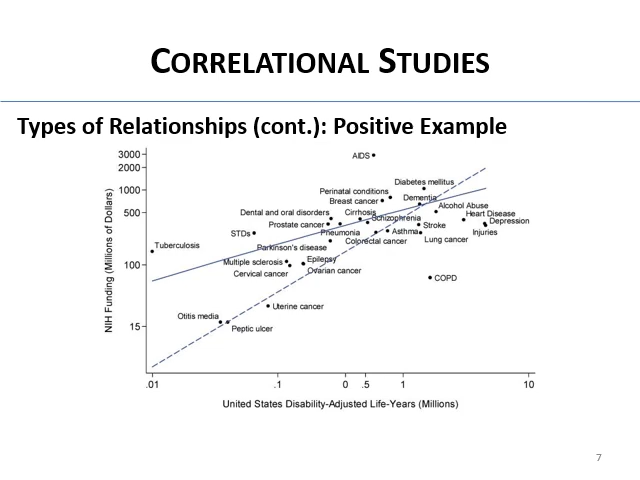 CORRELATIONAL STUDIES
Types of Relationships (cont.): Positive Example
NIH Funding (Millions of Dollars)
3000
2000
1000
500
100
15
AIDS
Diabetes mellitus
Perinatal conditions
Breast cancer
Dementia
Alcohol Abuse
Dental and oral disorders
Cirrhosis
Schizophrenia
Heart Disease
Prostate cancer
Stroke
Depression
STDs
Pneumonia
Asthma
Injuries
Colorectal cancer
Lung cancer
Tuberculosis
Parkinson's disease
Multiple sclerosis
Epilepsy
Cervical cancer
Ovarian cancer
COPD
Uterine cancer
Otitis media
Peptic ulcer
.01 .1 0 .5 1 10
United States Disability-Adjusted Life-Years (Millions)
7